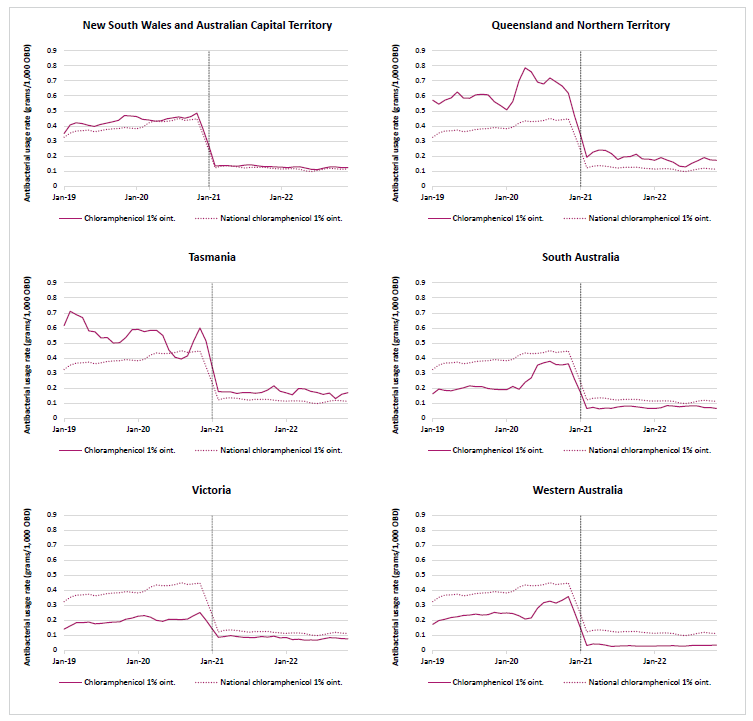 New South Wales and Australian Capital Territory
Antibacterial usage rate (grams/1,000 OBD)
0.9
0.8
0.7
0.6
0.5
0.4
0.3
0.2
0.1
0
Jan-19 Jan-20 Jan-21 Jan-22
Chloramphenicol 1% oint. National chloramphenicol 1% oint.
Queensland and Northern Territory
Antibacterial usage rate (grams/1,000 OBD)
0.9
0.8
0.7
0.6
0.5
0.4
0.3
0.2
0.1
0
Jan-19 Jan-20 Jan-21 Jan-22
Chloramphenicol 1% oint. National chloramphenicol 1% oint.
Tasmania
Antibacterial usage rate (grams/1,000 OBD)
0.9
0.8
0.7
0.6
0.5
0.4
0.3
0.2
0.1
0
Jan-19 Jan-20 Jan-21 Jan-22
Chloramphenicol 1% oint. National chloramphenicol 1% oint.
South Australia
Antibacterial usage rate (grams/1,000 OBD)
0.9
0.8
0.7
0.6
0.5
0.4
0.3
0.2
0.1
0
Jan-19 Jan-20 Jan-21 Jan-22
Chloramphenicol 1% oint. National chloramphenicol 1% oint.
Victoria
Antibacterial usage rate (grams/1,000 OBD)
0.9
0.8
0.7
0.6
0.5
0.4
0.3
0.2
0.1
0
Jan-19 Jan-20 Jan-21 Jan-22
Chloramphenicol 1% oint. National chloramphenicol 1% oint.
Western Australia
Antibacterial usage rate (grams/1,000 OBD)
0.9
0.8
0.7
0.6
0.5
0.4
0.3
0.2
0.1
0
Jan-19 Jan-20 Jan-21 Jan-22
Chloramphenicol 1% oint. National chloramphenicol 1% oint.